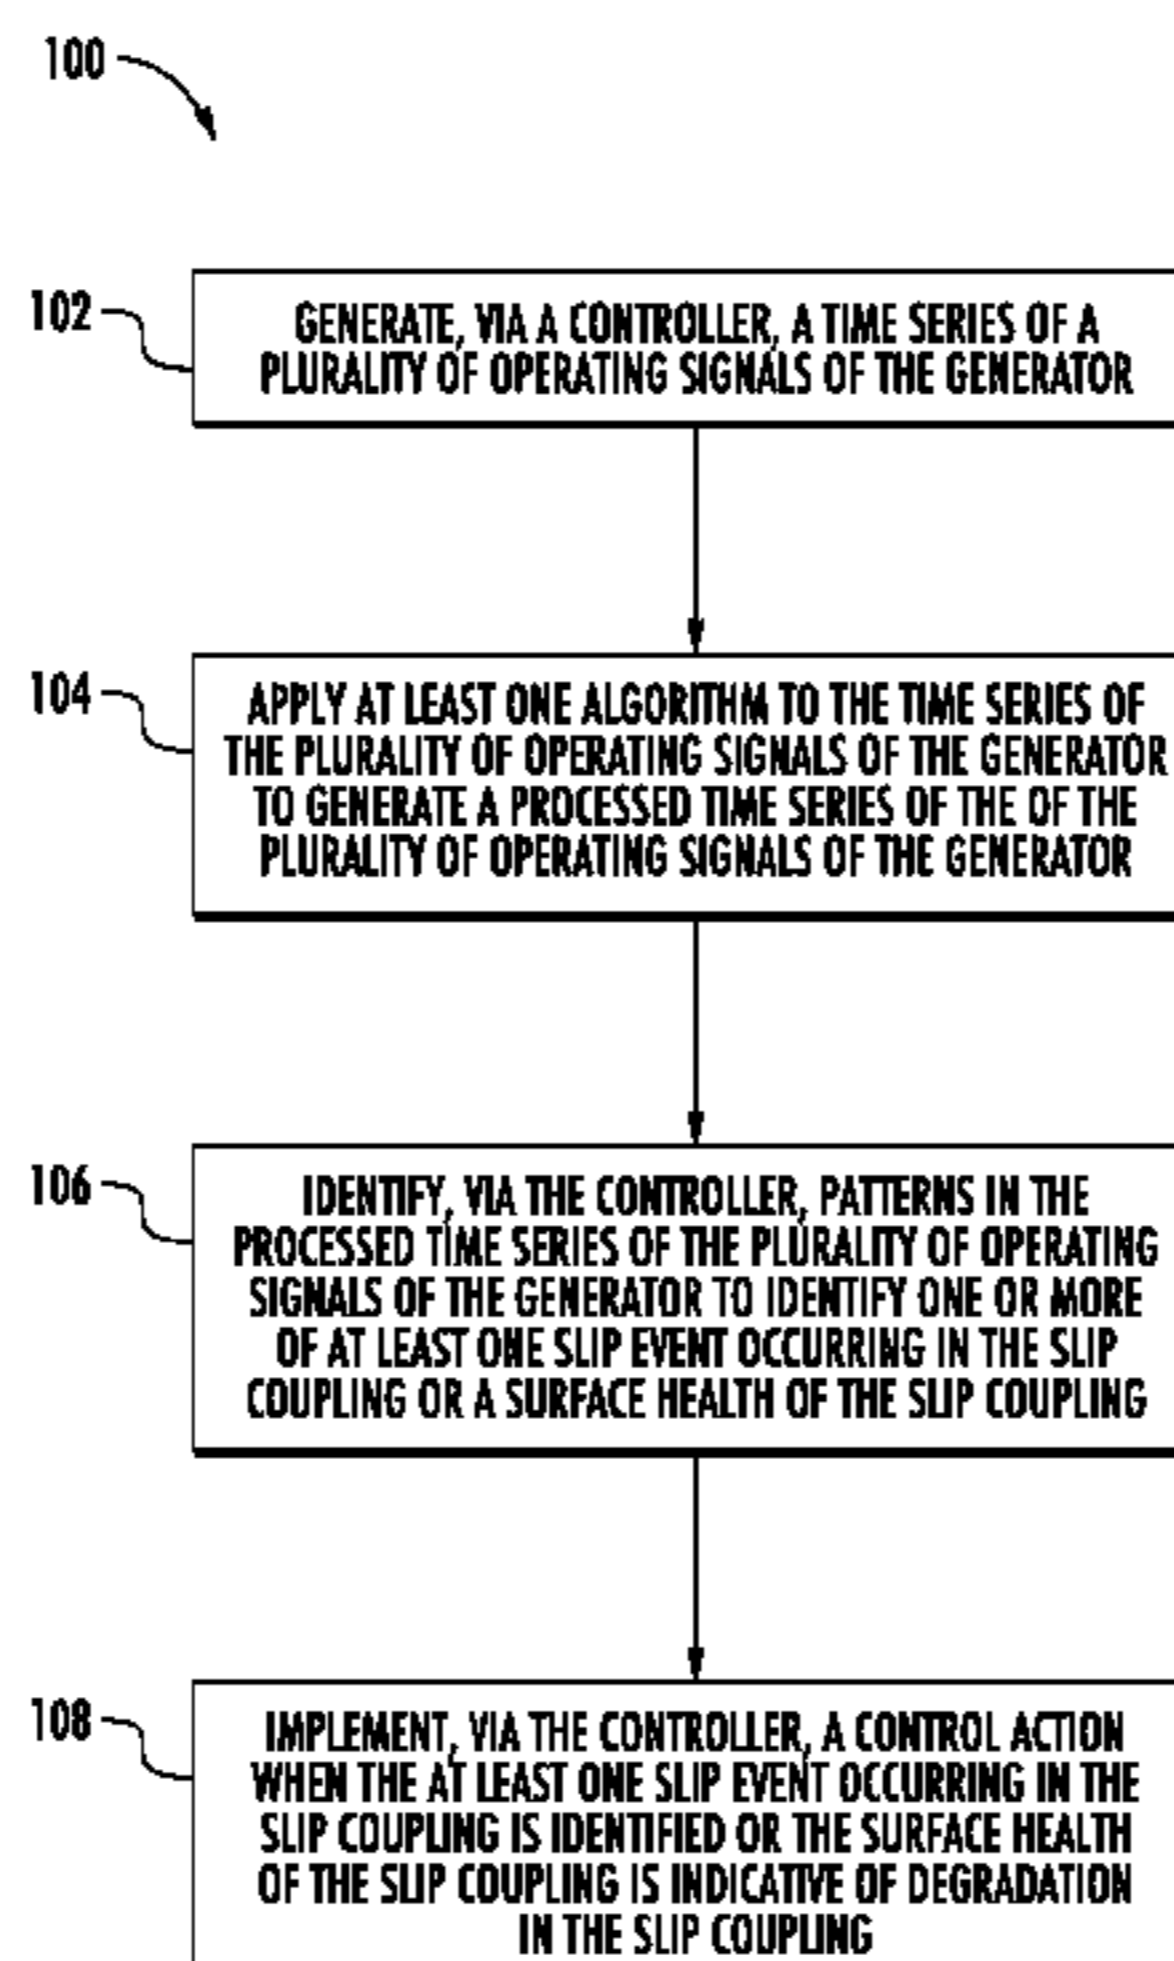 100
102
GENERATE, VIA A CONTROLLER, A TIME SERIES OF A
PLURALITY OF OPERATING SIGNALS OF THE GENERATOR
104
APPLY AT LEAST ONE ALGORITHM TO THE TIME SERIES OF
THE PLURALITY OF OPERATING SIGNALS OF THE GENERATOR
TO GENERATE A PROCESSED TIME SERIES OF THE OF THE
PLURALITY OF OPERATING SIGNALS OF THE GENERATOR
106
IDENTIFY, VIA THE CONTROLLER, PATTERNS IN THE
PROCESSED TIME SERIES OF THE PLURALITY OF OPERATING
SIGNALS OF THE GENERATOR TO IDENTIFY ONE OR MORE
OF AT LEAST ONE SLIP EVENT OCCURRING IN THE SLIP
COUPLING OR A SURFACE HEALTH OF THE SLIP COUPLING
108
IMPLEMENT, VIA THE CONTROLLER, A CONTROL ACTION
WHEN THE AT LEAST ONE SLIP EVENT OCCURRING IN THE
SLIP COUPLING IS IDENTIFIED OR THE SURFACE HEALTH
OF THE SLIP COUPLING IS INDICATIVE OF DEGRADATION
IN THE SLIP COUPLING